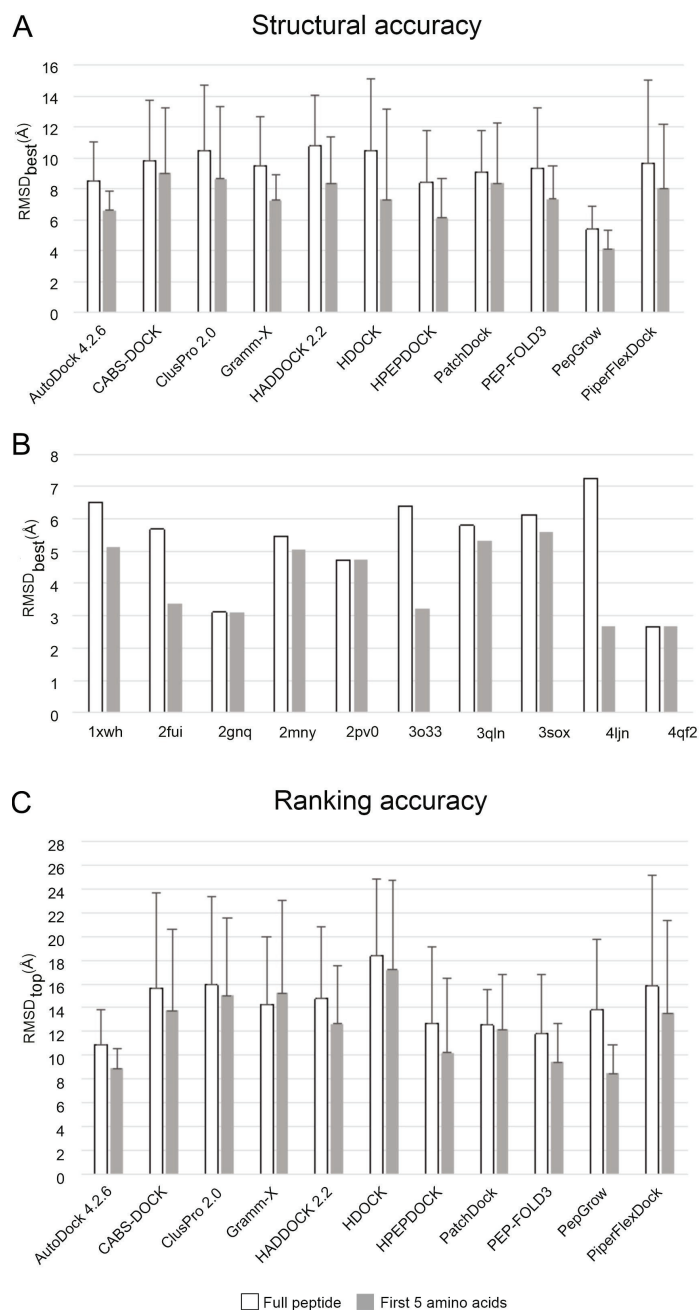 A
Structural accuracy
RMSDbest(Å)
16
14
12
10
8
6
4
2
0
AutoDock 4.2.6
CABS-DOCK
ClusPro 2.0
Gramm-X
HADDOCK 2.2
HDOCK
HPEPDOCK
PatchDock
PEP-FOLD3
PepGrow
PiperFlexDock
B
RMSDbest(Å)
8
7
6
5
4
3
2
1
0
1xwh
2fui
2gnq
2mny
2pv0
3o33
3qln
3sox
4ljn
4qf2
C
Ranking accuracy
RMSDtop(Å)
28
26
24
22
20
18
16
14
12
10
8
6
4
2
0
AutoDock 4.2.6
CABS-DOCK
ClusPro 2.0
Gramm-X
HADDOCK 2.2
HDOCK
HPEPDOCK
PatchDock
PEP-FOLD3
PepGrow
PiperFlexDock
Full peptide
First 5 amino acids